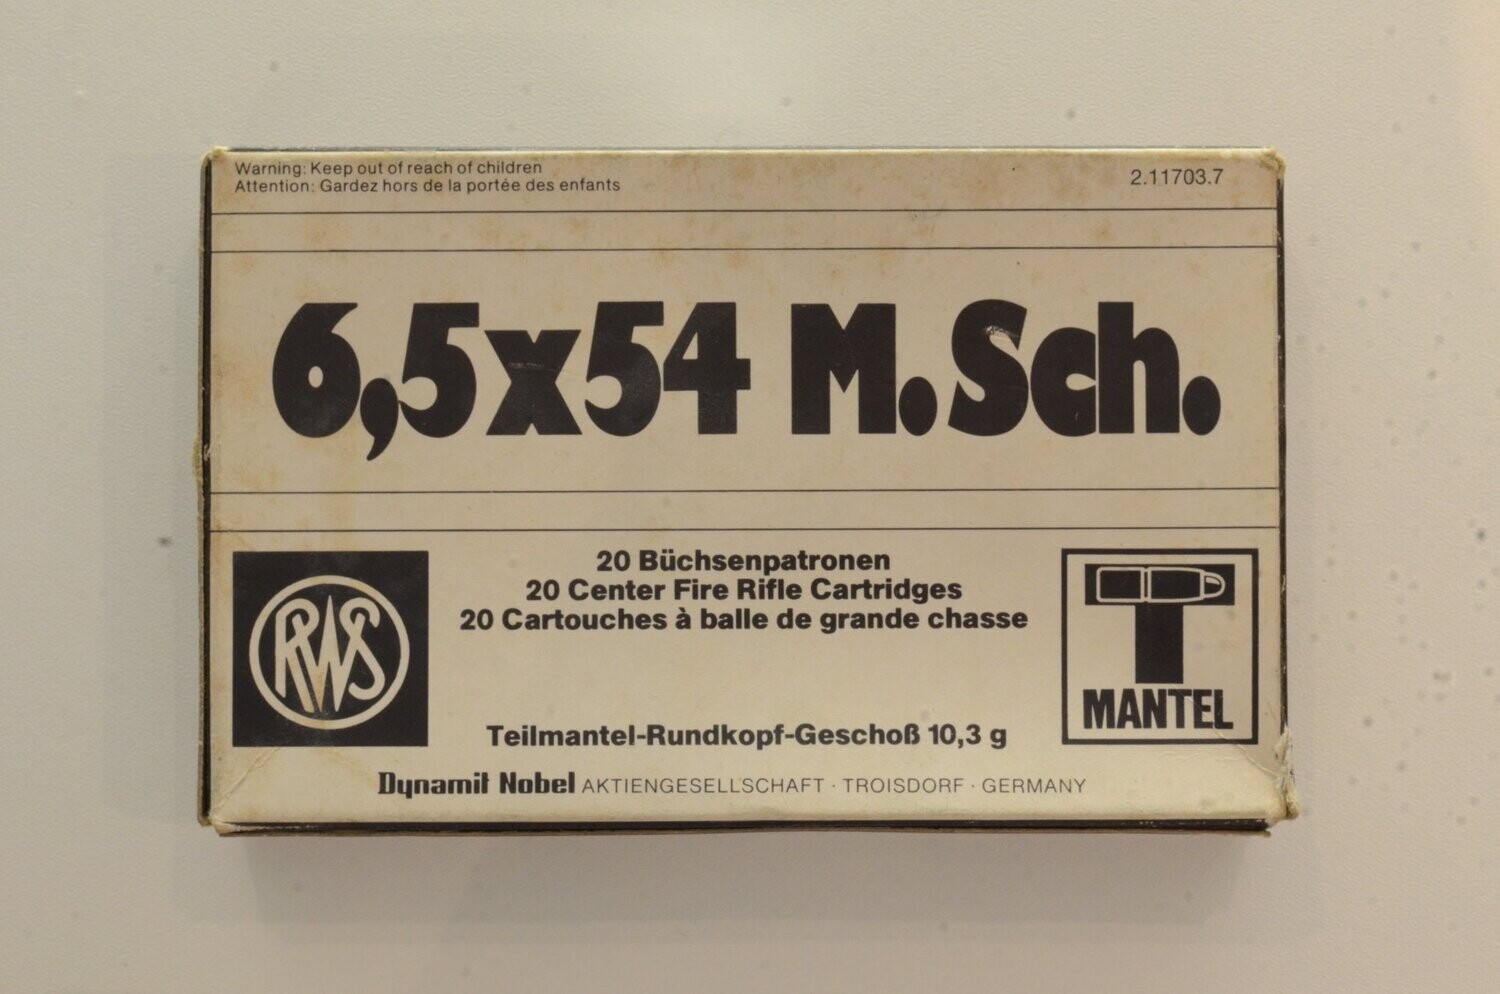 Warning: Keep out of reach of children
Attention: Gardez hors de la portée des enfants
2.11703.7
6,5x54 M.Sch.
RWS
20 Büchsenpatronen
20 Center Fire Rifle Cartridges
20 Cartouches à balle de grande chasse
T
MANTEL
Teilmantel-Rundkopf-Geschoß 10,3 g
Dynamit Nobel AKTIENGESELLSCHAFT · TROISDORF · GERMANY